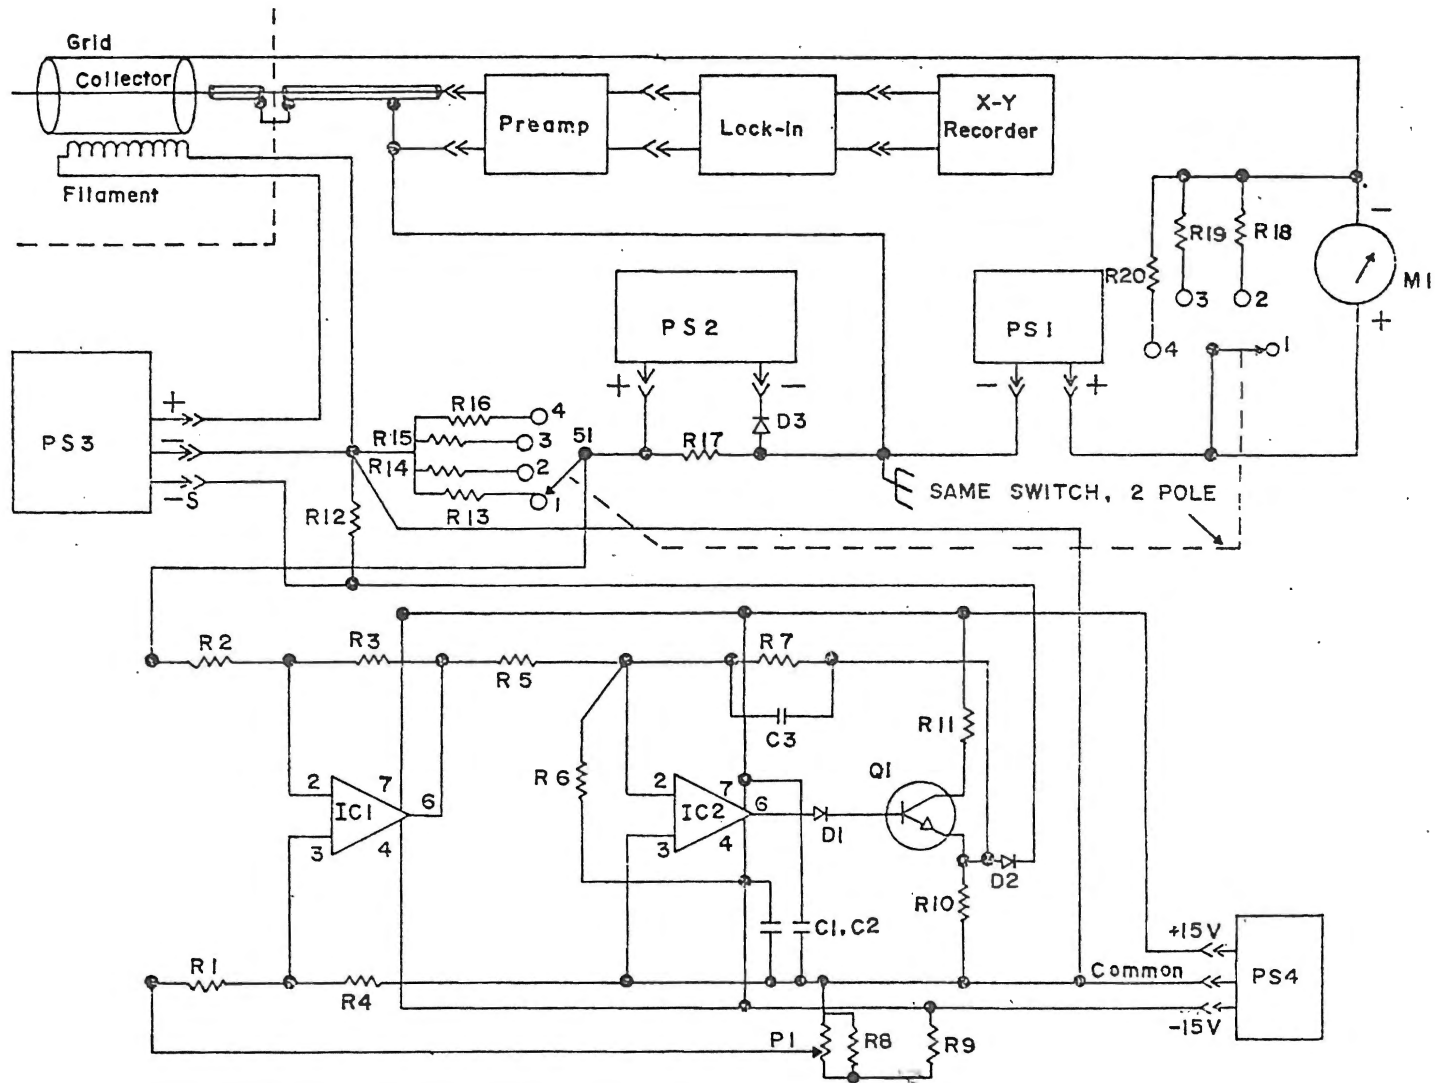 Grid
Collector
Filament
Preamp
Lock-In
X-Y
Recorder
R19
R18
R20
3
2
M1
4
1
-
+
PS2
PS1
+
-
-
+
PS3
+
-
-S
R16
4
R15
3
R14
2
R13
1
S1
R17
D3
R12
SAME SWITCH, 2 POLE
R2
R3
R5
R7
C3
R11
R6
Q1
2
7
IC1
6
3
4
2
7
IC2
6
3
4
D1
D2
R10
C1, C2
R1
R4
+15V
Common
PS4
-15V
P1
R8
R9